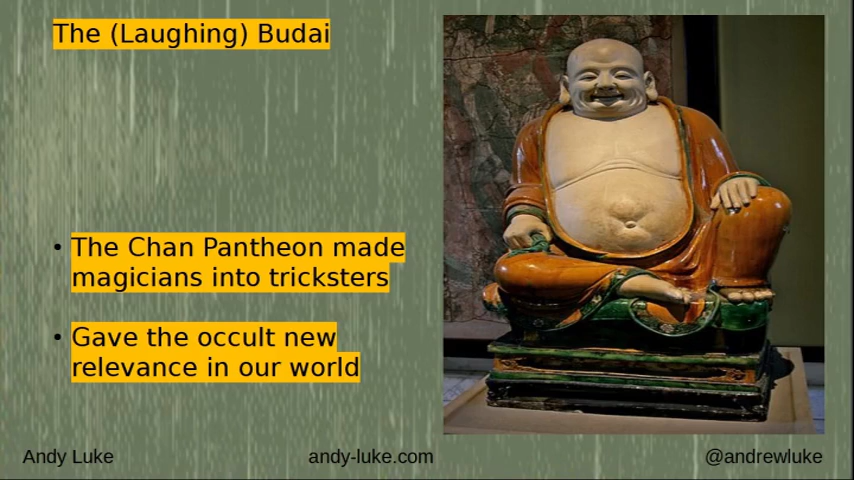 The (Laughing) Budai
• The Chan Pantheon made
magicians into tricksters
• Gave the occult new
relevance in our world
Andy Luke andy-luke.com @andrewluke